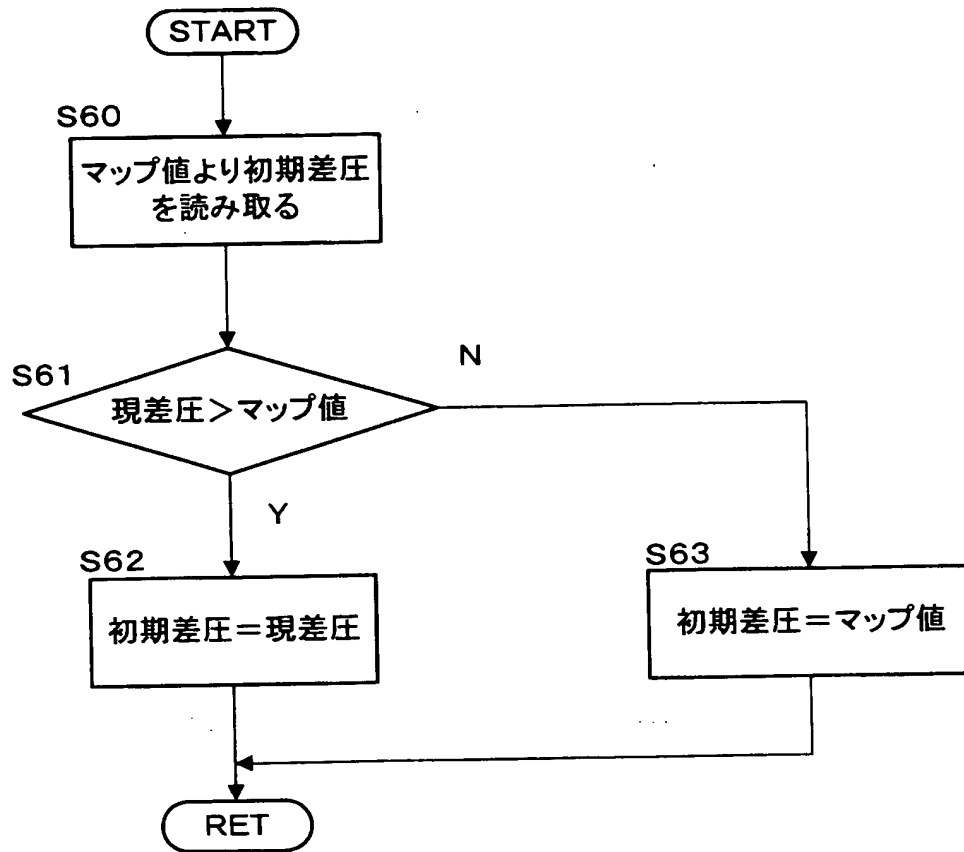 START
S60
マップ値より初期差圧
を読み取る
S61
現差圧＞マップ値
N
Y
S62
初期差圧＝現差圧
S63
初期差圧＝マップ値
RET